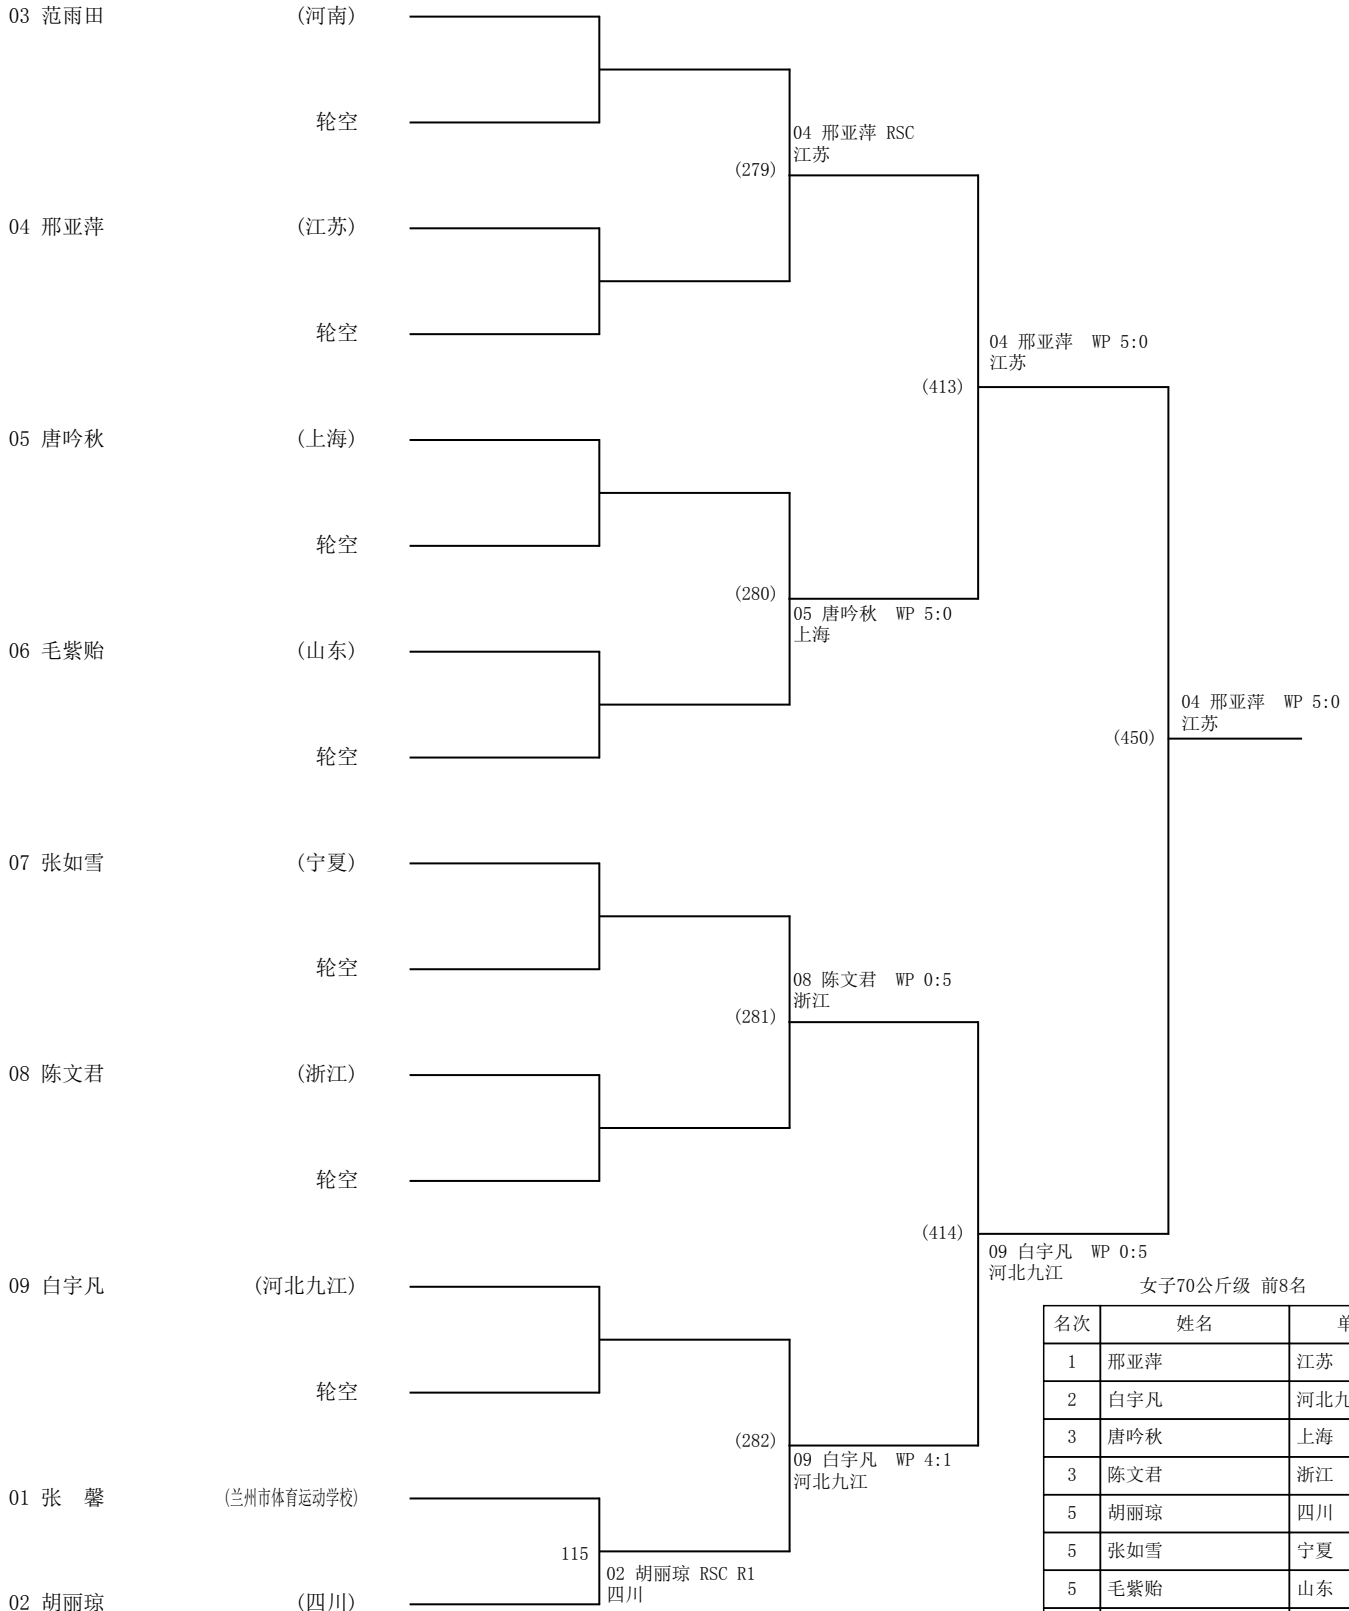 03 范雨田 (河南)
轮空
04 邢亚萍 RSC
江苏
(279)
04 邢亚萍 (江苏)
轮空
04 邢亚萍 WP 5:0
江苏
(413)
05 唐吟秋 (上海)
轮空
(280)
05 唐吟秋 WP 5:0
上海
06 毛紫贻 (山东)
04 邢亚萍 WP 5:0
江苏
(450)
轮空
07 张如雪 (宁夏)
轮空
08 陈文君 WP 0:5
浙江
(281)
08 陈文君 (浙江)
轮空
(414)
09 白宇凡 WP 0:5
河北九江
09 白宇凡 (河北九江)
轮空
(282)
09 白宇凡 WP 4:1
河北九江
01 张 馨 (兰州市体育运动学校)
115
02 胡丽琼 RSC R1
四川
02 胡丽琼 (四川)
女子70公斤级 前8名
名次 姓名
1 邢亚萍 江苏
2 白宇凡 河北九
3 唐吟秋 上海
3 陈文君 浙江
5 胡丽琼 四川
5 张如雪 宁夏
5 毛紫贻 山东